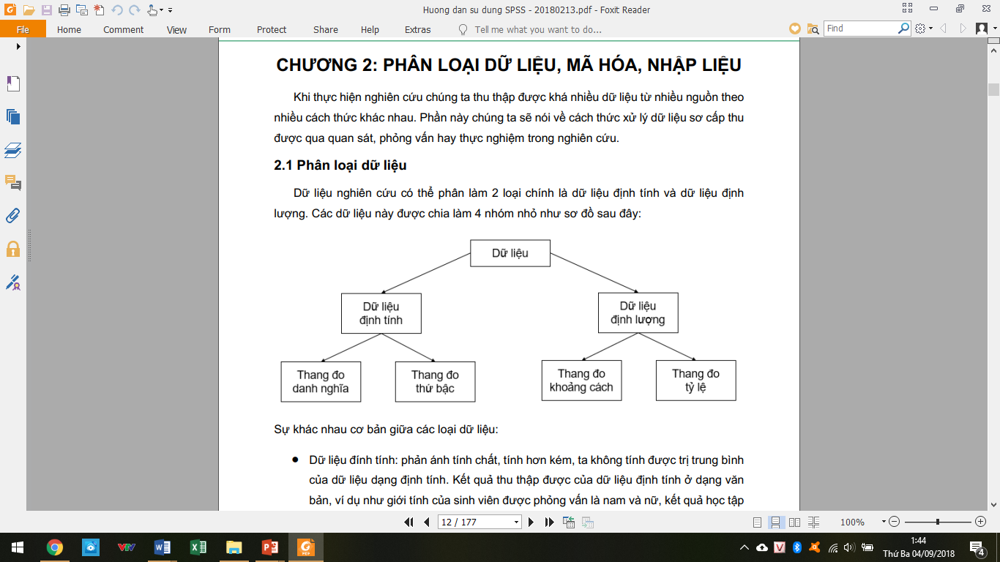 Huong dan su dung SPSS - 20180213.pdf - Foxit Reader
File Home Comment View Form Protect Share Help Extras Tell me what you want to do... Find
CHƯƠNG 2: PHÂN LOẠI DỮ LIỆU, MÃ HÓA, NHẬP LIỆU
Khi thực hiện nghiên cứu chúng ta thu thập được khá nhiều dữ liệu từ nhiều nguồn theo
nhiều cách thức khác nhau. Phần này chúng ta sẽ nói về cách thức xử lý dữ liệu sơ cấp thu
được qua quan sát, phỏng vấn hay thực nghiệm trong nghiên cứu.
2.1 Phân loại dữ liệu
Dữ liệu nghiên cứu có thể phân làm 2 loại chính là dữ liệu định tính và dữ liệu định
lượng. Các dữ liệu này được chia làm 4 nhóm nhỏ như sơ đồ sau đây:
Dữ liệu
Dữ liệu
định tính
Dữ liệu
định lượng
Thang đo
danh nghĩa
Thang đo
thứ bậc
Thang đo
khoảng cách
Thang đo
tỷ lệ
Sự khác nhau cơ bản giữa các loại dữ liệu:
● Dữ liệu đính tính: phản ánh tính chất, tính hơn kém, ta không tính được trị trung bình
của dữ liệu dạng định tính. Kết quả thu thập được của dữ liệu định tính ở dạng văn
bản, ví dụ như giới tính của sinh viên được phỏng vấn là nam và nữ, kết quả học tập
12 / 177
100%
VTV
PDF
V
1:44
Thứ Ba 04/09/2018
4